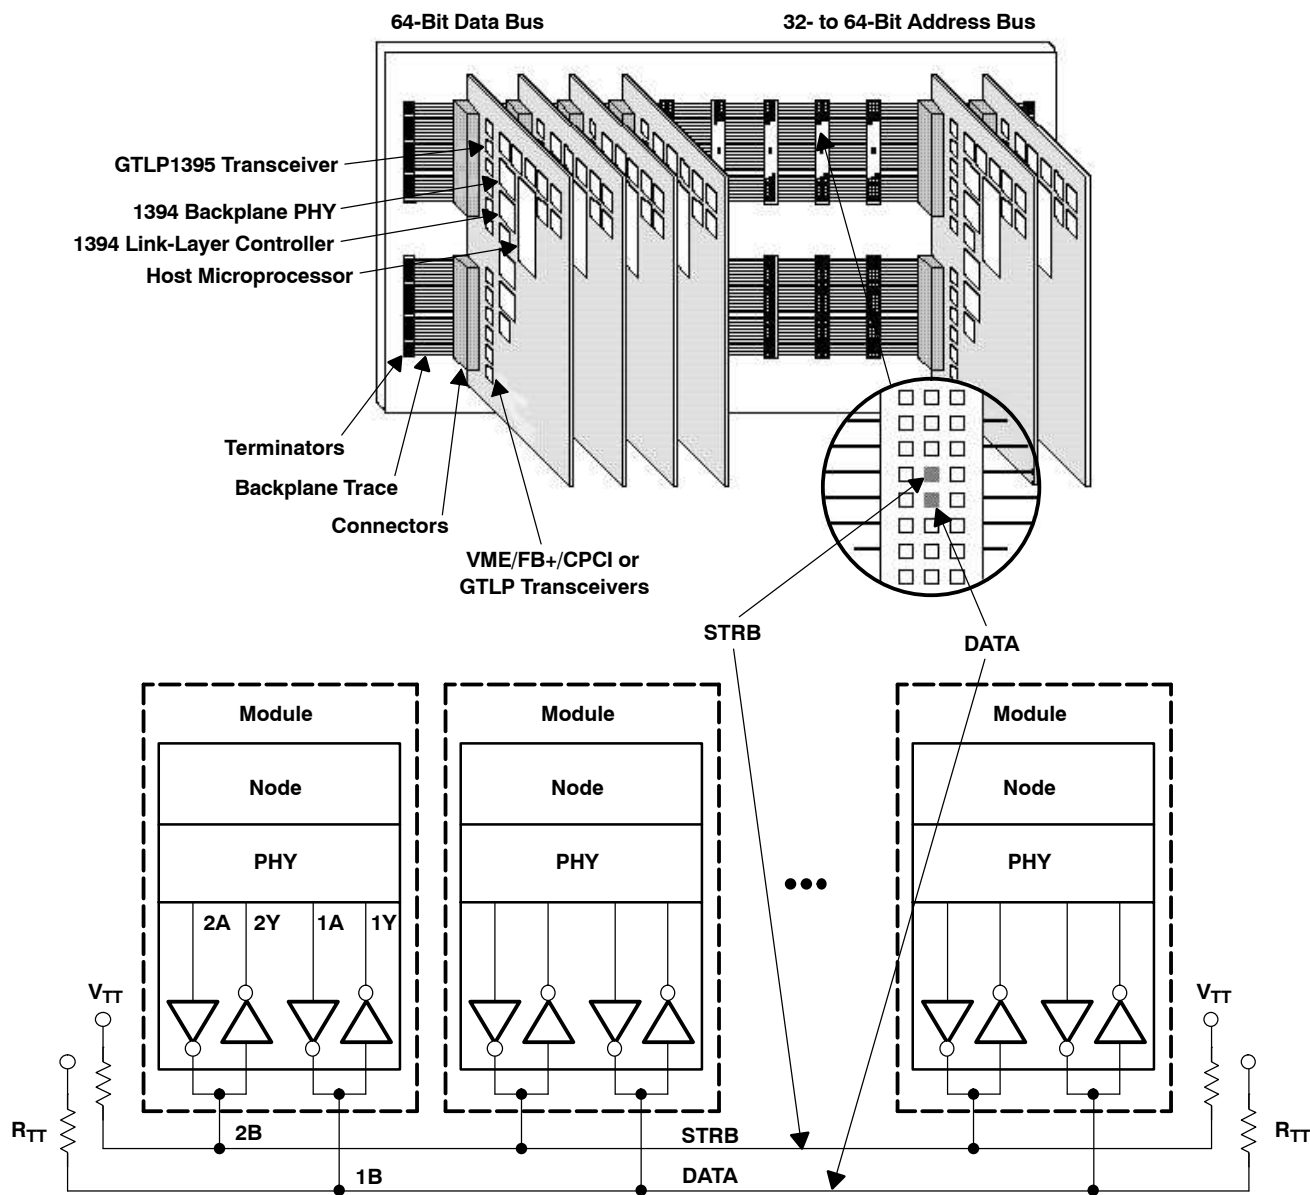 64-Bit Data Bus
32- to 64-Bit Address Bus
GTLP1395 Transceiver
1394 Backplane PHY
1394 Link-Layer Controller
Host Microprocessor
Terminators
Backplane Trace
Connectors
VME/FB+/CPCI or
GTLP Transceivers
STRB
DATA
Module
Module
Module
Node
Node
Node
PHY
PHY
PHY
2A
2Y
1A
1Y
VTT
VTT
RTT
RTT
2B
STRB
1B
DATA